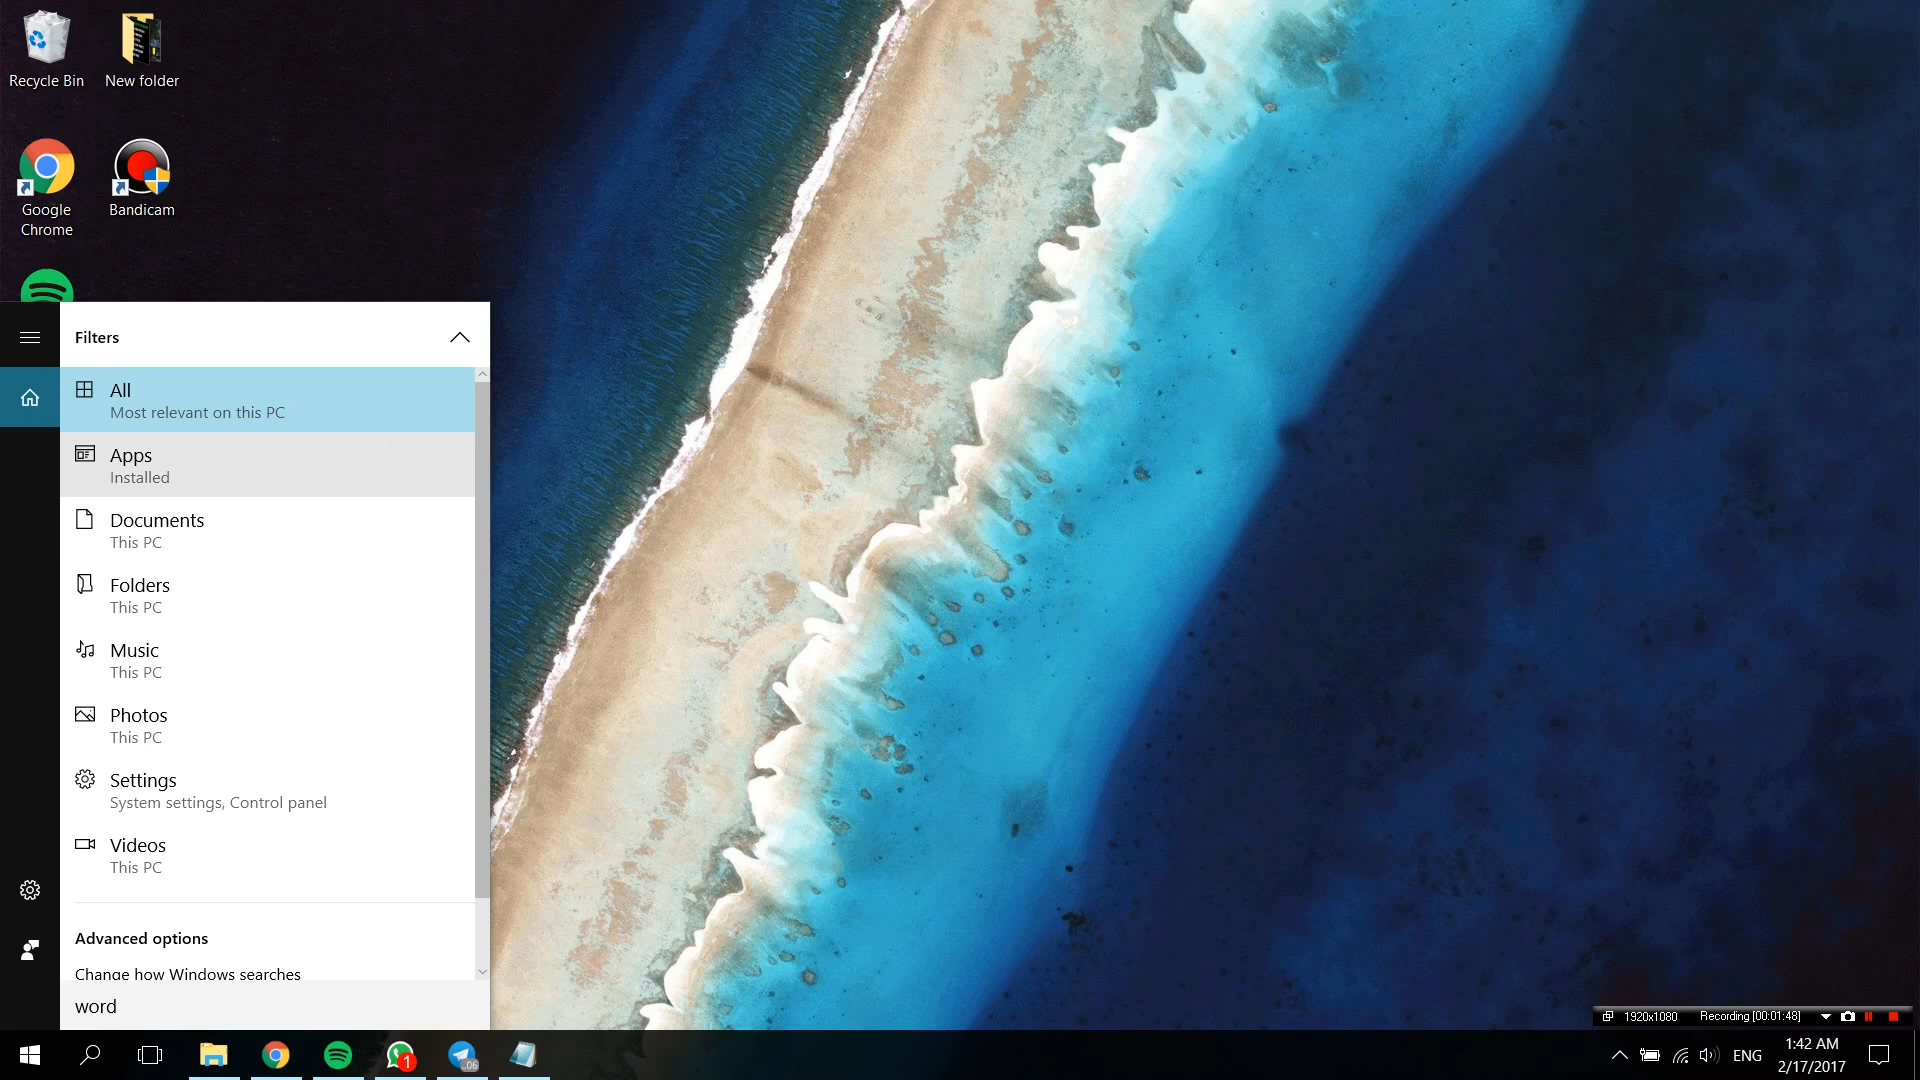 Recycle Bin
New folder
Google
Chrome
Bandicam
Filters
All
Most relevant on this PC
Apps
Installed
Documents
This PC
Folders
This PC
Music
This PC
Photos
This PC
Settings
System settings, Control panel
Videos
This PC
Advanced options
Change how Windows searches
word
1920x1080 Recording [00:01:48]
1
.06
ENG
1:42 AM
2/17/2017